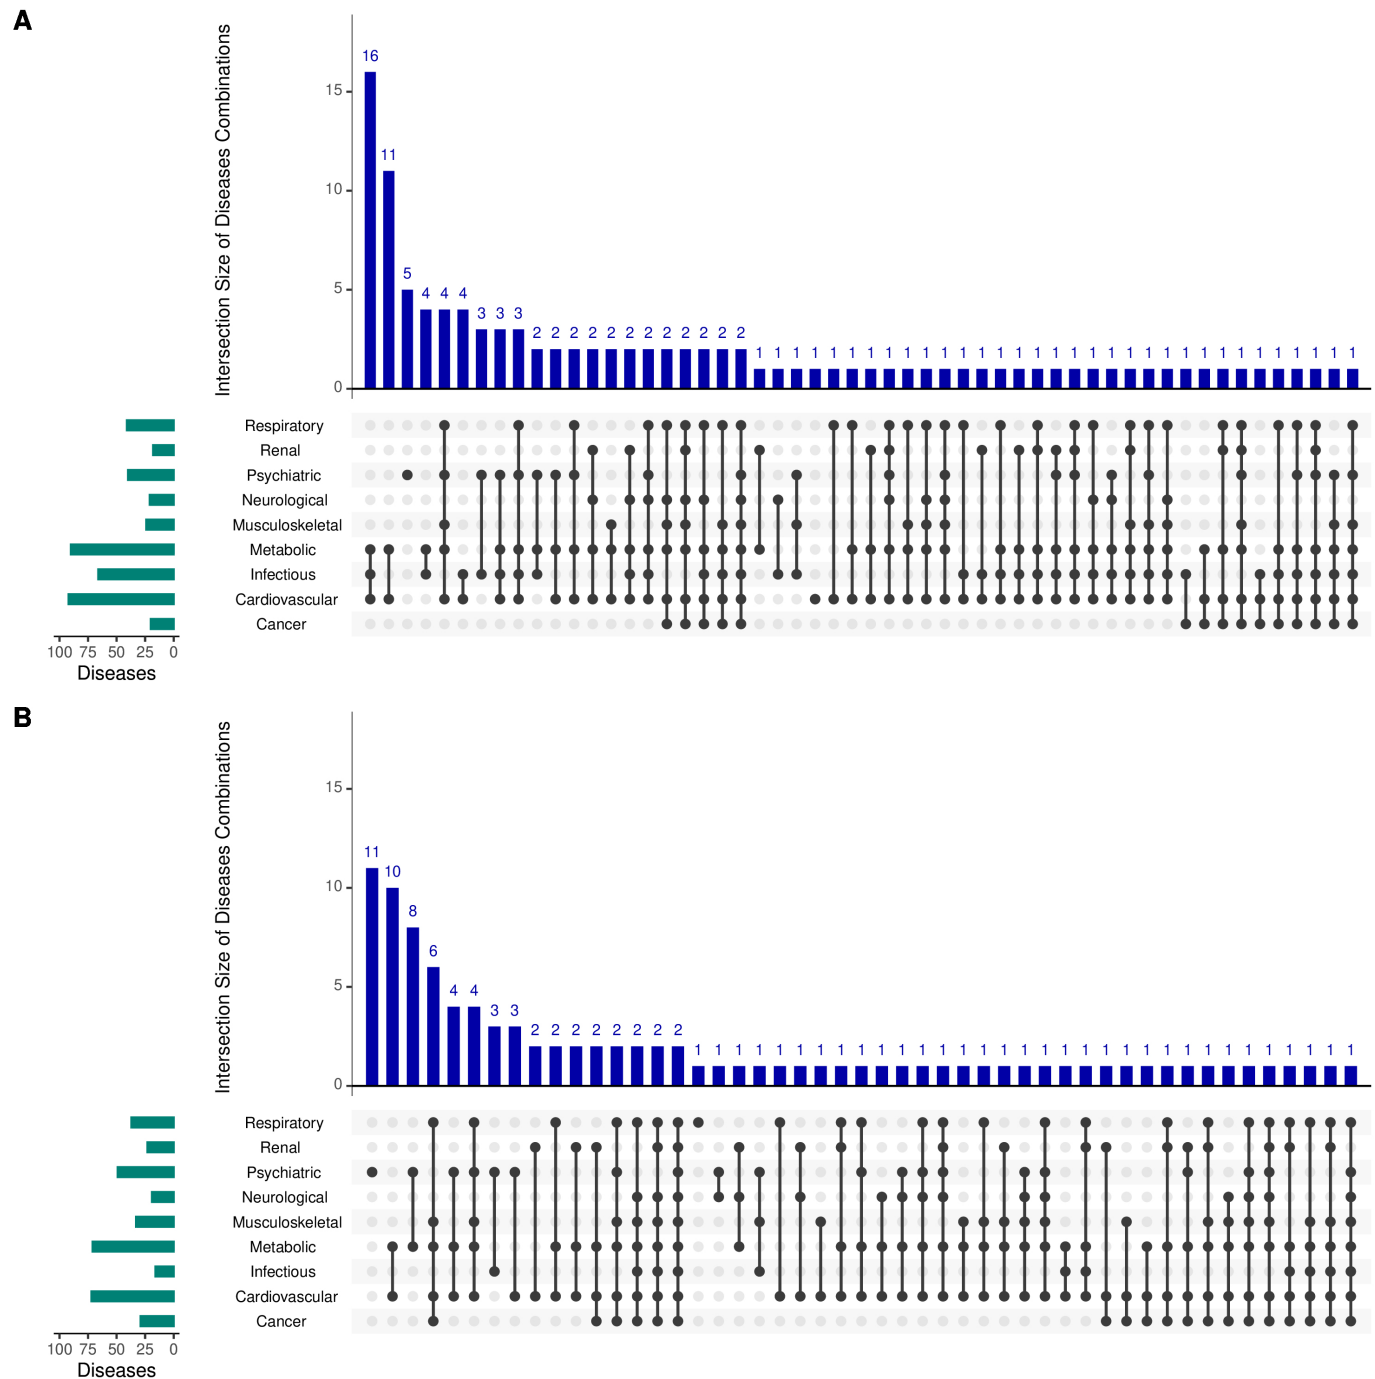 A
Intersection Size of Diseases Combinations
15
10
5
0
16
11
5
4 4 4
3 3 3
2 2 2 2 2 2 2 2 2 2 2 2
1 1 1 1 1 1 1 1 1 1 1 1 1 1 1 1 1 1 1 1 1 1 1 1 1 1 1 1 1 1 1 1 1
Respiratory
Renal
Psychiatric
Neurological
Musculoskeletal
Metabolic
Infectious
Cardiovascular
Cancer
100 75 50 25 0
Diseases
B
Intersection Size of Diseases Combinations
15
10
5
0
11
10
8
6
4 4
3 3
2 2 2 2 2 2 2 2
1 1 1 1 1 1 1 1 1 1 1 1 1 1 1 1 1 1 1 1 1 1 1 1 1 1 1 1 1 1 1 1 1
Respiratory
Renal
Psychiatric
Neurological
Musculoskeletal
Metabolic
Infectious
Cardiovascular
Cancer
100 75 50 25 0
Diseases